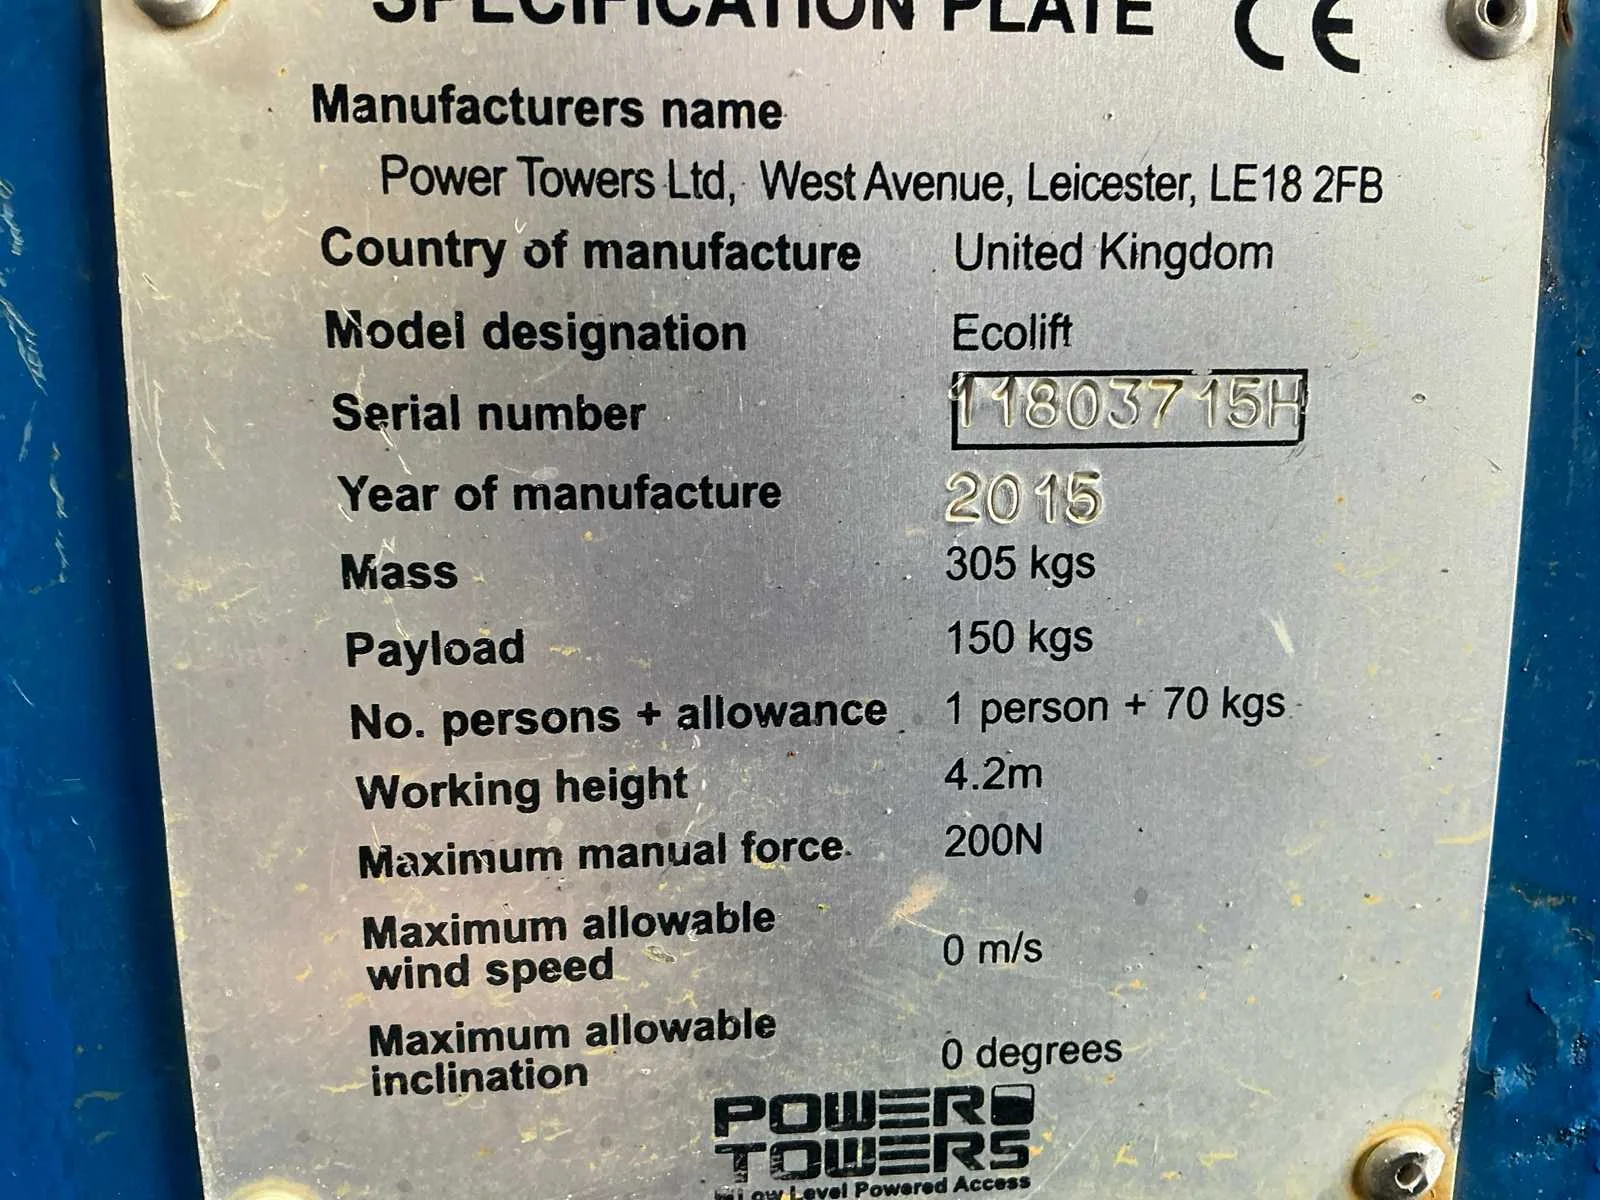 SPECIFICATION PLATE CE
Manufacturers name
Power Towers Ltd, West Avenue, Leicester, LE18 2FB
Country of manufacture United Kingdom
Model designation Ecolift
Serial number 11803715H
Year of manufacture 2015
Mass 305 kgs
Payload 150 kgs
No. persons + allowance 1 person + 70 kgs
Working height 4.2m
Maximum manual force 200N
Maximum allowable
wind speed 0 m/s
Maximum allowable
inclination 0 degrees
POWER
TOWERS
Low Level Powered Access